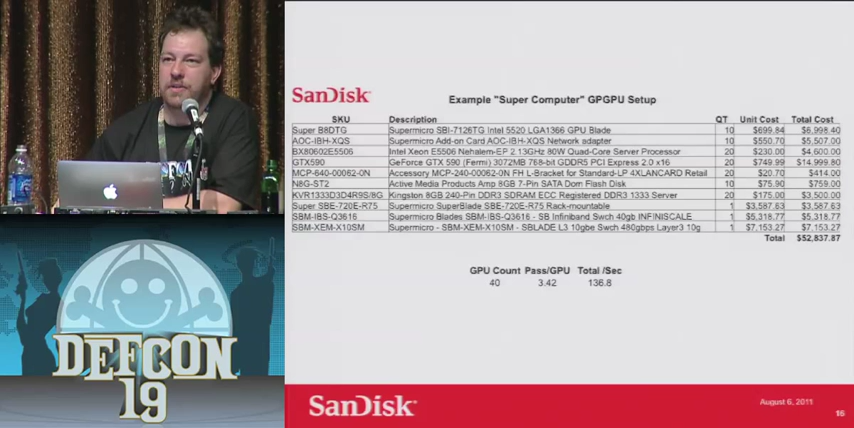 SanDisk
Example "Super Computer" GPGPU Setup
SKU Description QT Unit Cost Total Cost
Super B8DTG Supermicro SBI-7126TG Intel 5520 LGA1366 GPU Blade 10 $699.84 $6,998.40
AOC-IBH-XQS Supermicro Add-on Card AOC-IBH-XQS Network adapter 10 $550.70 $5,507.00
BX80602E5506 Intel Xeon E5506 Nehalem-EP 2.13GHz 80W Quad-Core Server Processor 20 $230.00 $4,600.00
GTX590 GeForce GTX 590 (Fermi) 3072MB 768-bit GDDR5 PCI Express 2.0 x16 20 $749.99 $14,999.80
MCP-640-00062-0N Accessory MCP-240-00062-0N FH L-Bracket for Standard-LP 4XLANCARD Retail 20 $20.70 $414.00
N8G-ST2 Active Media Products Amp 8GB 7-Pin SATA Dom Flash Disk 10 $75.90 $759.00
KVR1333D3D4R9S/8G Kingston 8GB 240-Pin DDR3 SDRAM ECC Registered DDR3 1333 Server 20 $175.00 $3,500.00
Super SBE-720E-R75 Supermicro SuperBlade SBE-720E-R75 Rack-mountable 1 $3,587.63 $3,587.63
SBM-IBS-Q3616 Supermicro Blades SBM-IBS-Q3616 - SB Infiniband Swch 40gb INFINISCALE 1 $5,318.77 $5,318.77
SBM-XEM-X10SM Supermicro - SBM-XEM-X10SM - SBLADE L3 10gbe Swch 480gbps Layer3 10g 1 $7,153.27 $7,153.27
Total $52,837.87
GPU Count Pass/GPU Total /Sec
40 3.42 136.8
DEFCON
19
SanDisk
August 6, 2011